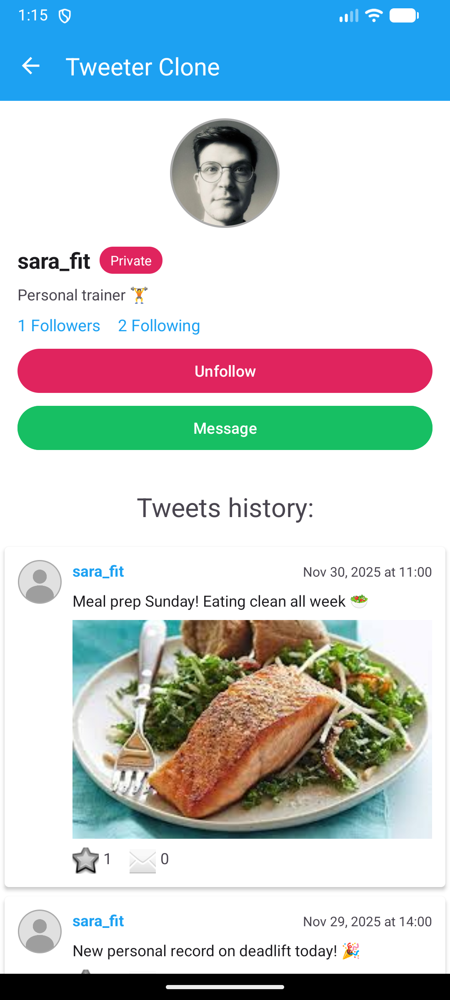 1:15
Tweeter Clone
sara_fit Private
Personal trainer 🏋️
1 Followers 2 Following
Unfollow
Message
Tweets history:
sara_fit Nov 30, 2025 at 11:00
Meal prep Sunday! Eating clean all week 🥗
1 0
sara_fit Nov 29, 2025 at 14:00
New personal record on deadlift today! 🎉